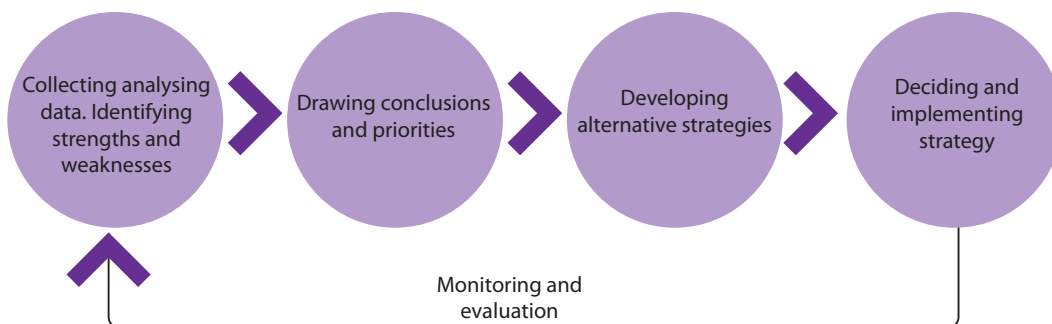 Collecting analysing
data. Identifying
strengths and
weaknesses
Drawing conclusions
and priorities
Developing
alternative strategies
Deciding and
implementing
strategy
Monitoring and
evaluation